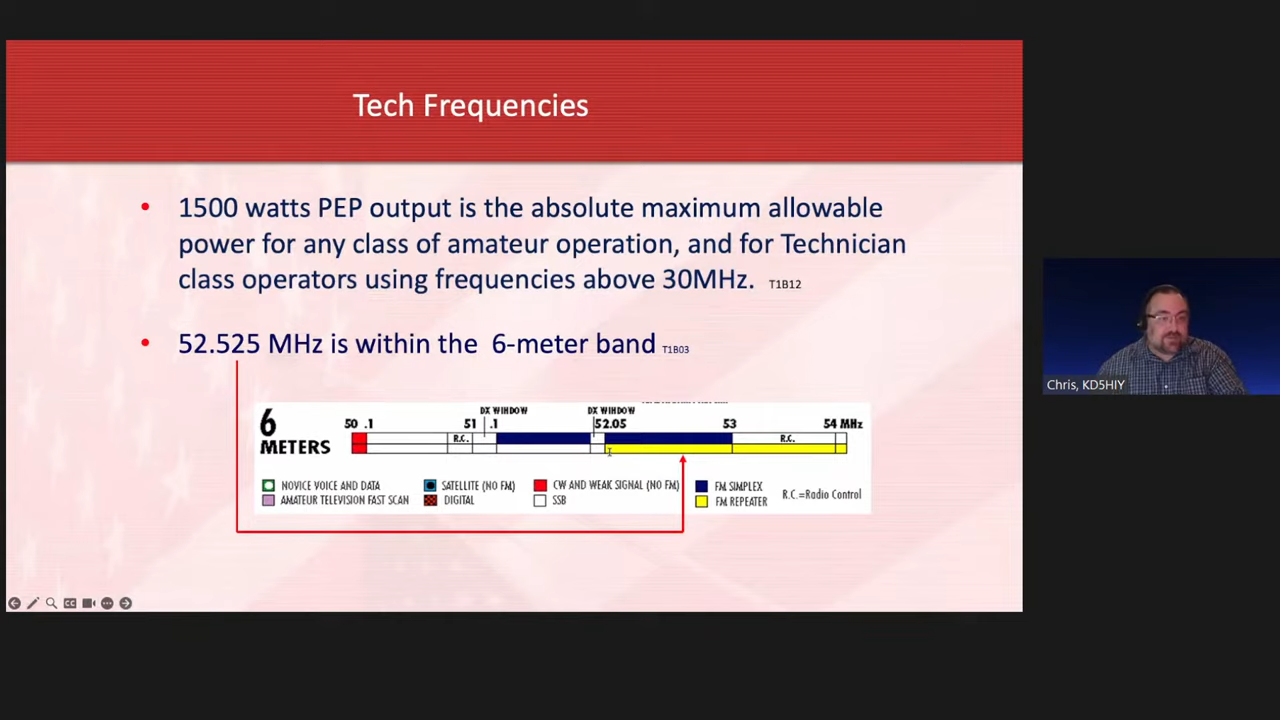 Tech Frequencies
• 1500 watts PEP output is the absolute maximum allowable
power for any class of amateur operation, and for Technician
class operators using frequencies above 30MHz. T1B12
• 52.525 MHz is within the 6-meter band T1B03
6
METERS
DX WINDOW DX WINDOW
50 .1 51 .1 52.05 53 54 MHz
R.C. R.C.
NOVICE VOICE AND DATA SATELLITE (NO FM) CW AND WEAK SIGNAL (NO FM) FM SIMPLEX
AMATEUR TELEVISION FAST SCAN DIGITAL SSB FM REPEATER
R.C.=Radio Control
CC
Chris, KD5HIY